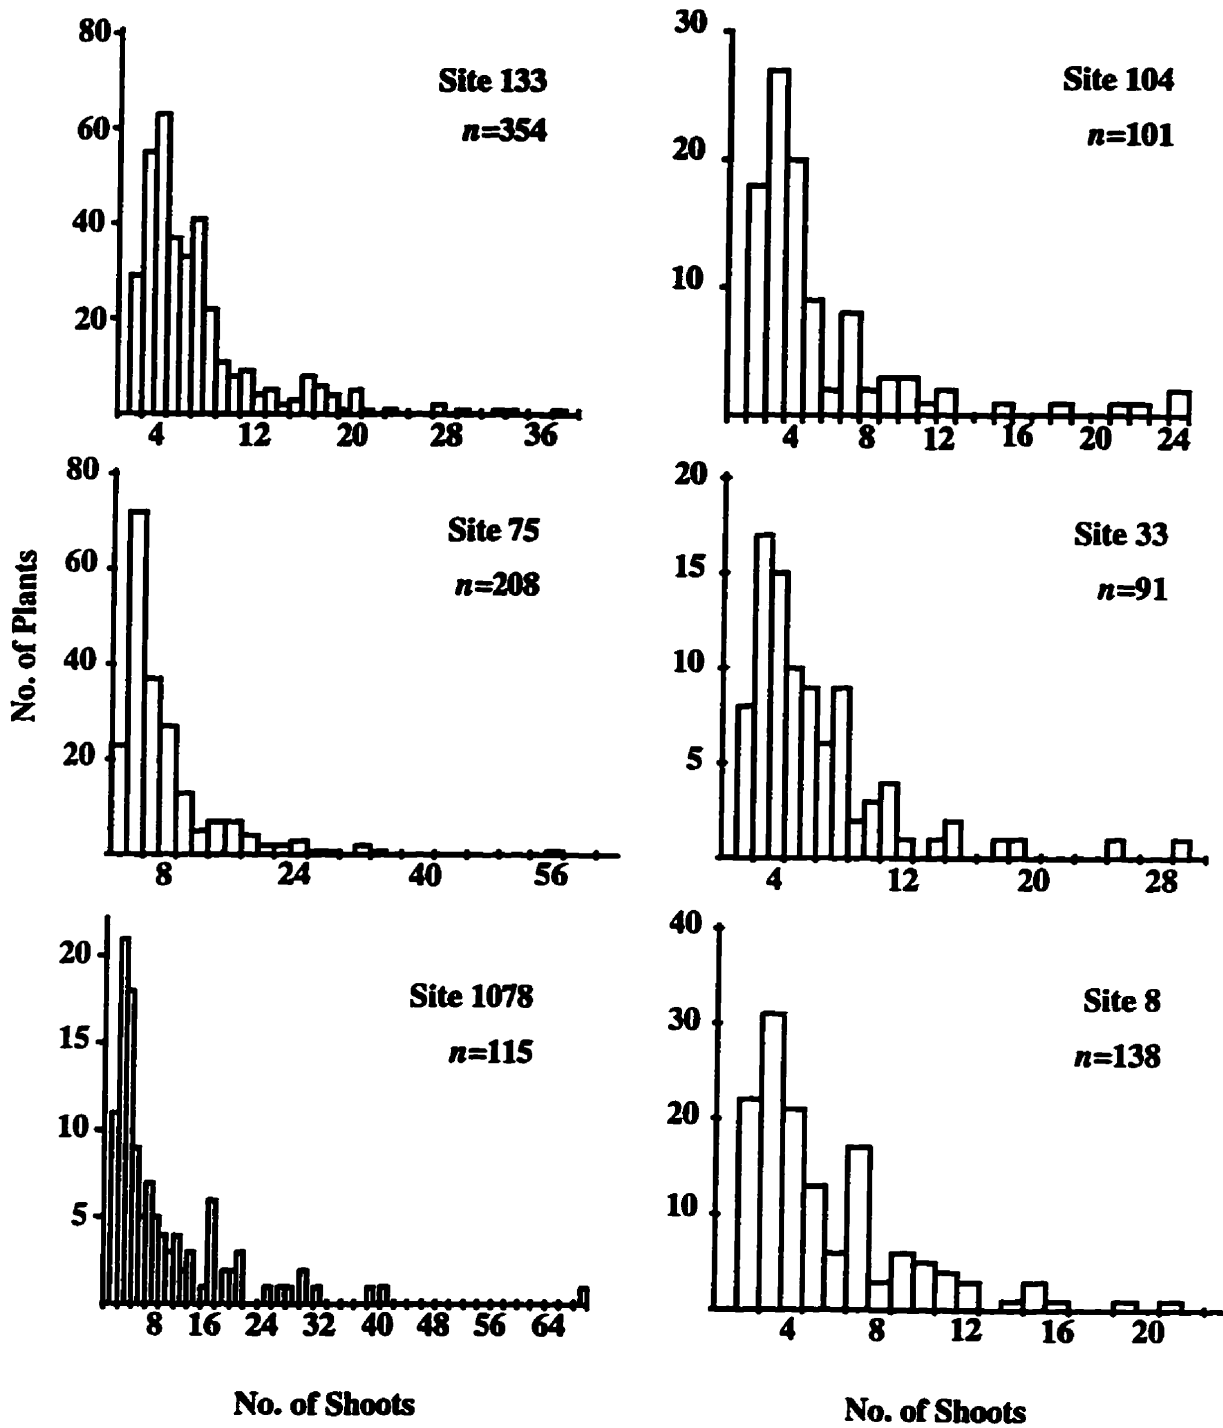 80
60
40
20
Site 133
n=354
4 12 20 28 36
30
20
10
Site 104
n=101
4 8 12 16 20 24
No. of Plants
80
60
40
20
Site 75
n=208
8 24 40 56
20
15
10
5
Site 33
n=91
4 12 20 28
20
15
10
5
Site 1078
n=115
8 16 24 32 40 48 56 64
No. of Shoots
40
30
20
10
Site 8
n=138
4 8 12 16 20
No. of Shoots